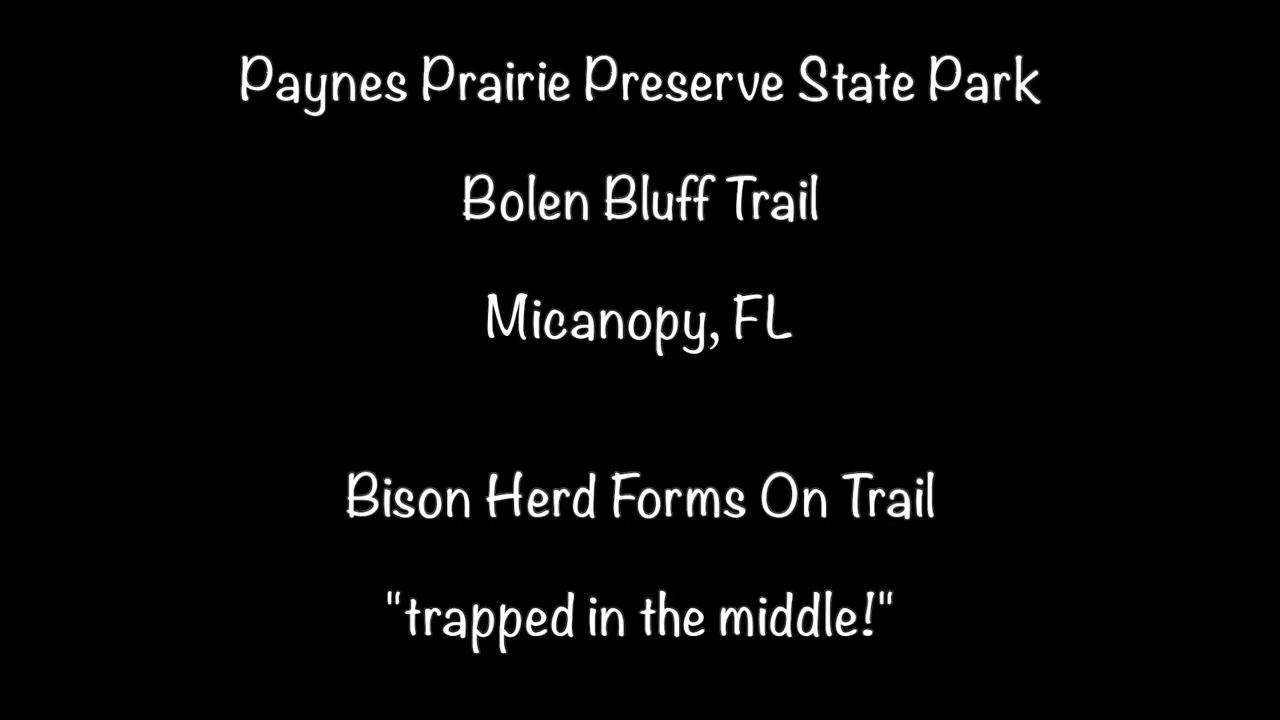 Paynes Prairie Preserve State Park
Bolen Bluff Trail
Micanopy, FL
Bison Herd Forms On Trail
"trapped in the middle!"